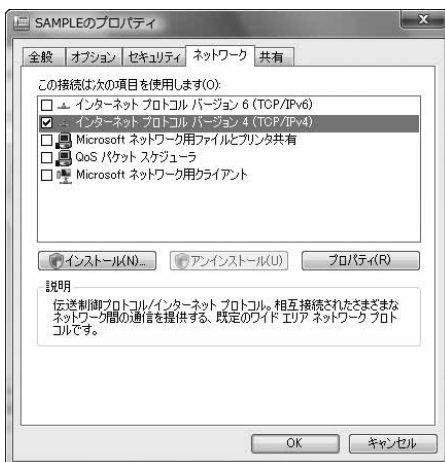 SAMPLEのプロパティ
全般 オプション セキュリティ ネットワーク 共有
この接続は次の項目を使用します(O):
インターネット プロトコル バージョン 6 (TCP/IPv6)
インターネット プロトコル バージョン 4 (TCP/IPv4)
Microsoft ネットワーク用ファイルとプリンタ共有
QoS パケット スケジューラ
Microsoft ネットワーク用クライアント
インストール(N)... アンインストール(U) プロパティ(R)
説明
伝送制御プロトコル/インターネット プロトコル。相互接続されたさまざまな
ネットワーク間の通信を提供する、既定のワイド エリア ネットワーク プロト
コルです。
OK キャンセル